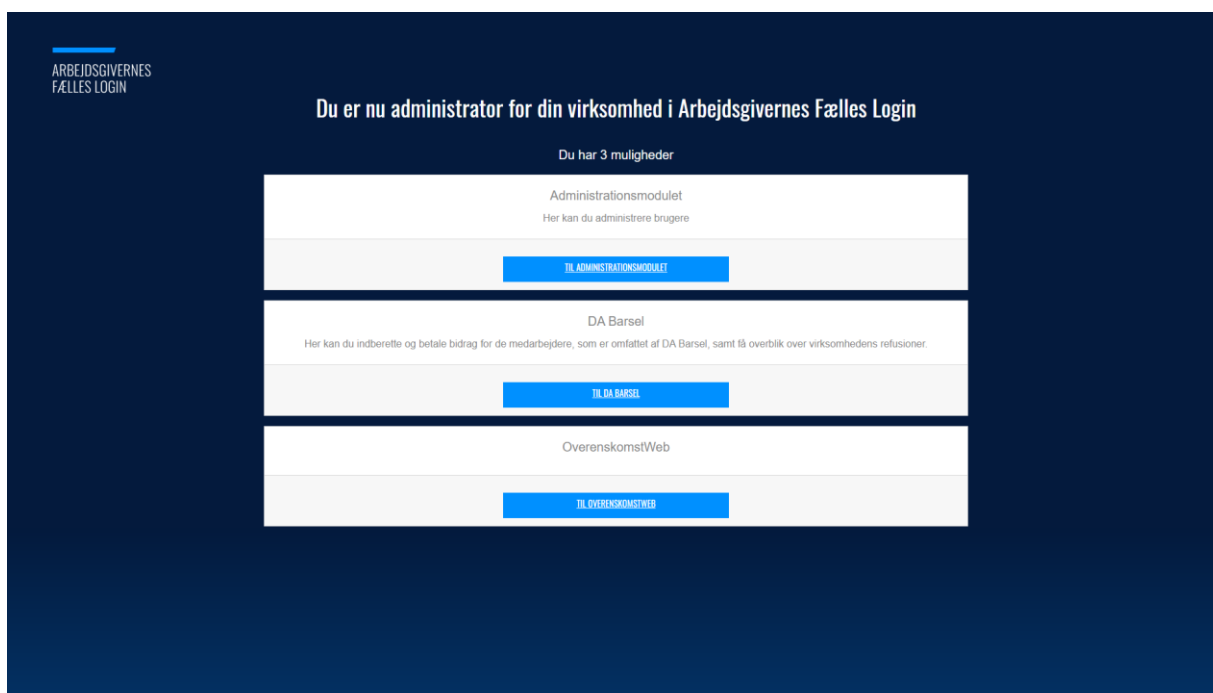 ARBEJDSGIVERNES
FÆLLES LOGIN
Du er nu administrator for din virksomhed i Arbejdsgivernes Fælles Login
Du har 3 muligheder
Administrationsmodulet
Her kan du administrere brugere
TIL ADMINISTRATIONSMODULET
DA Barsel
Her kan du indberette og betale bidrag for de medarbejdere, som er omfattet af DA Barsel, samt få overblik over virksomhedens refusioner.
TIL DA BARSEL
OverenskomstWeb
TIL OVERENSKOMSTWEB